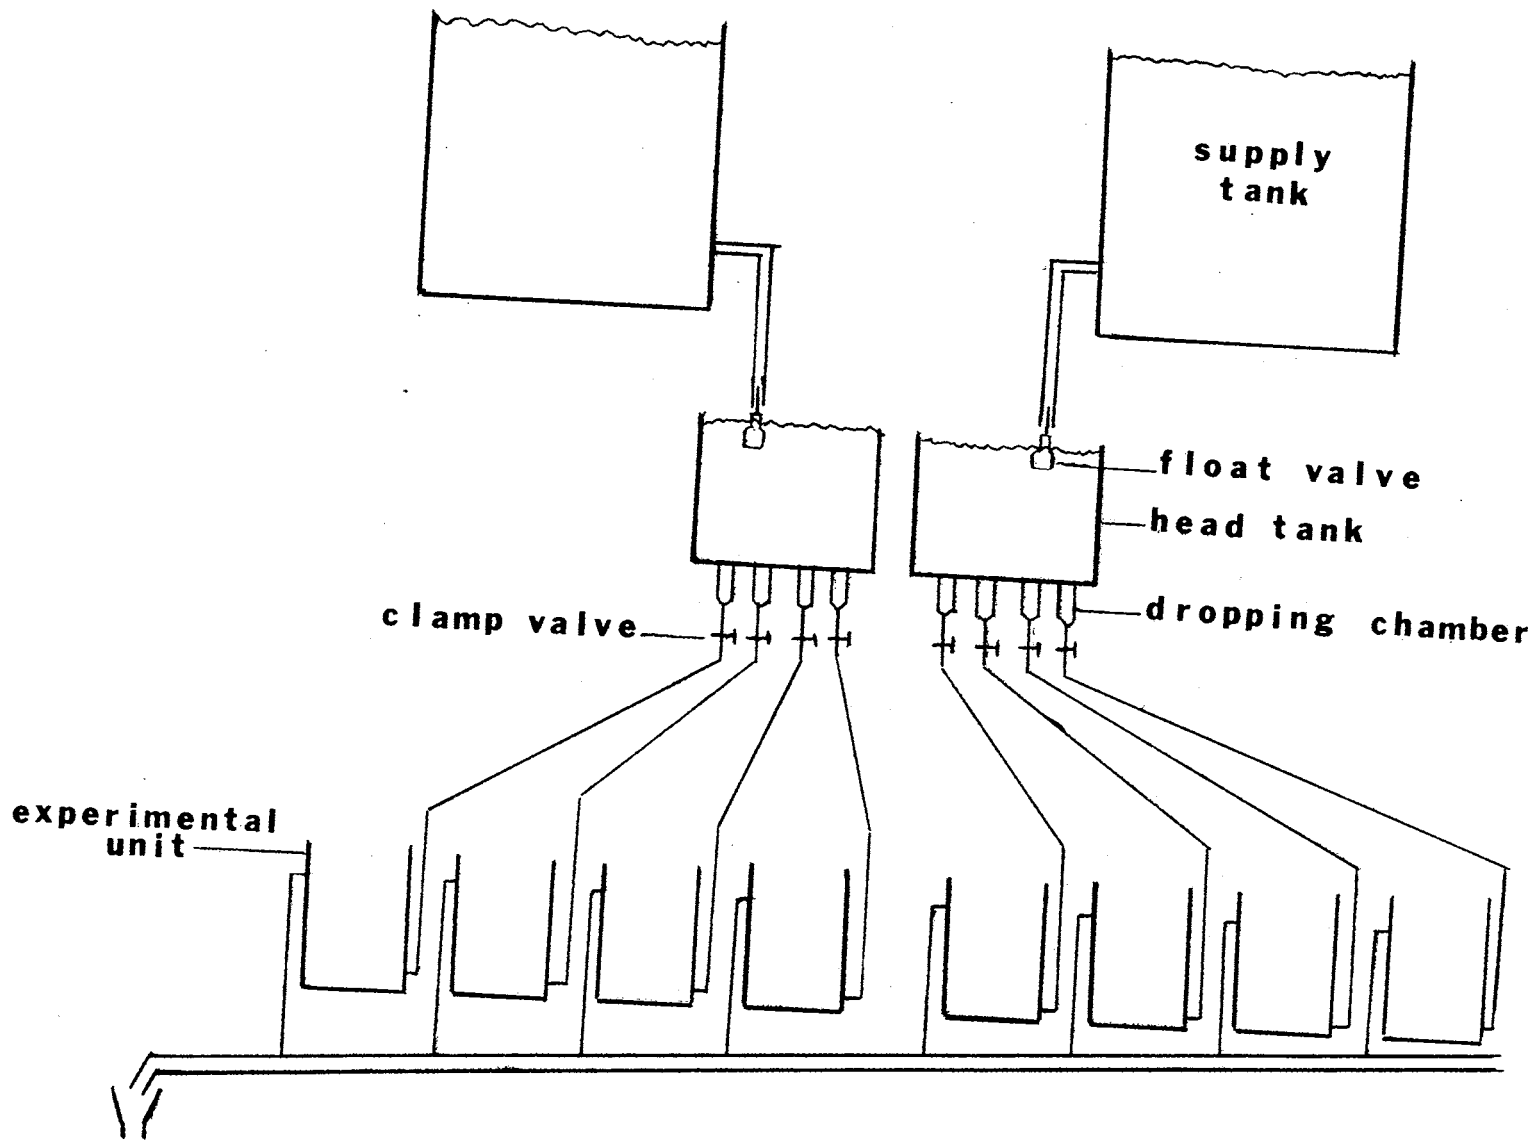 supply
tank
float valve
head tank
dropping chamber
clamp valve
experimental
unit